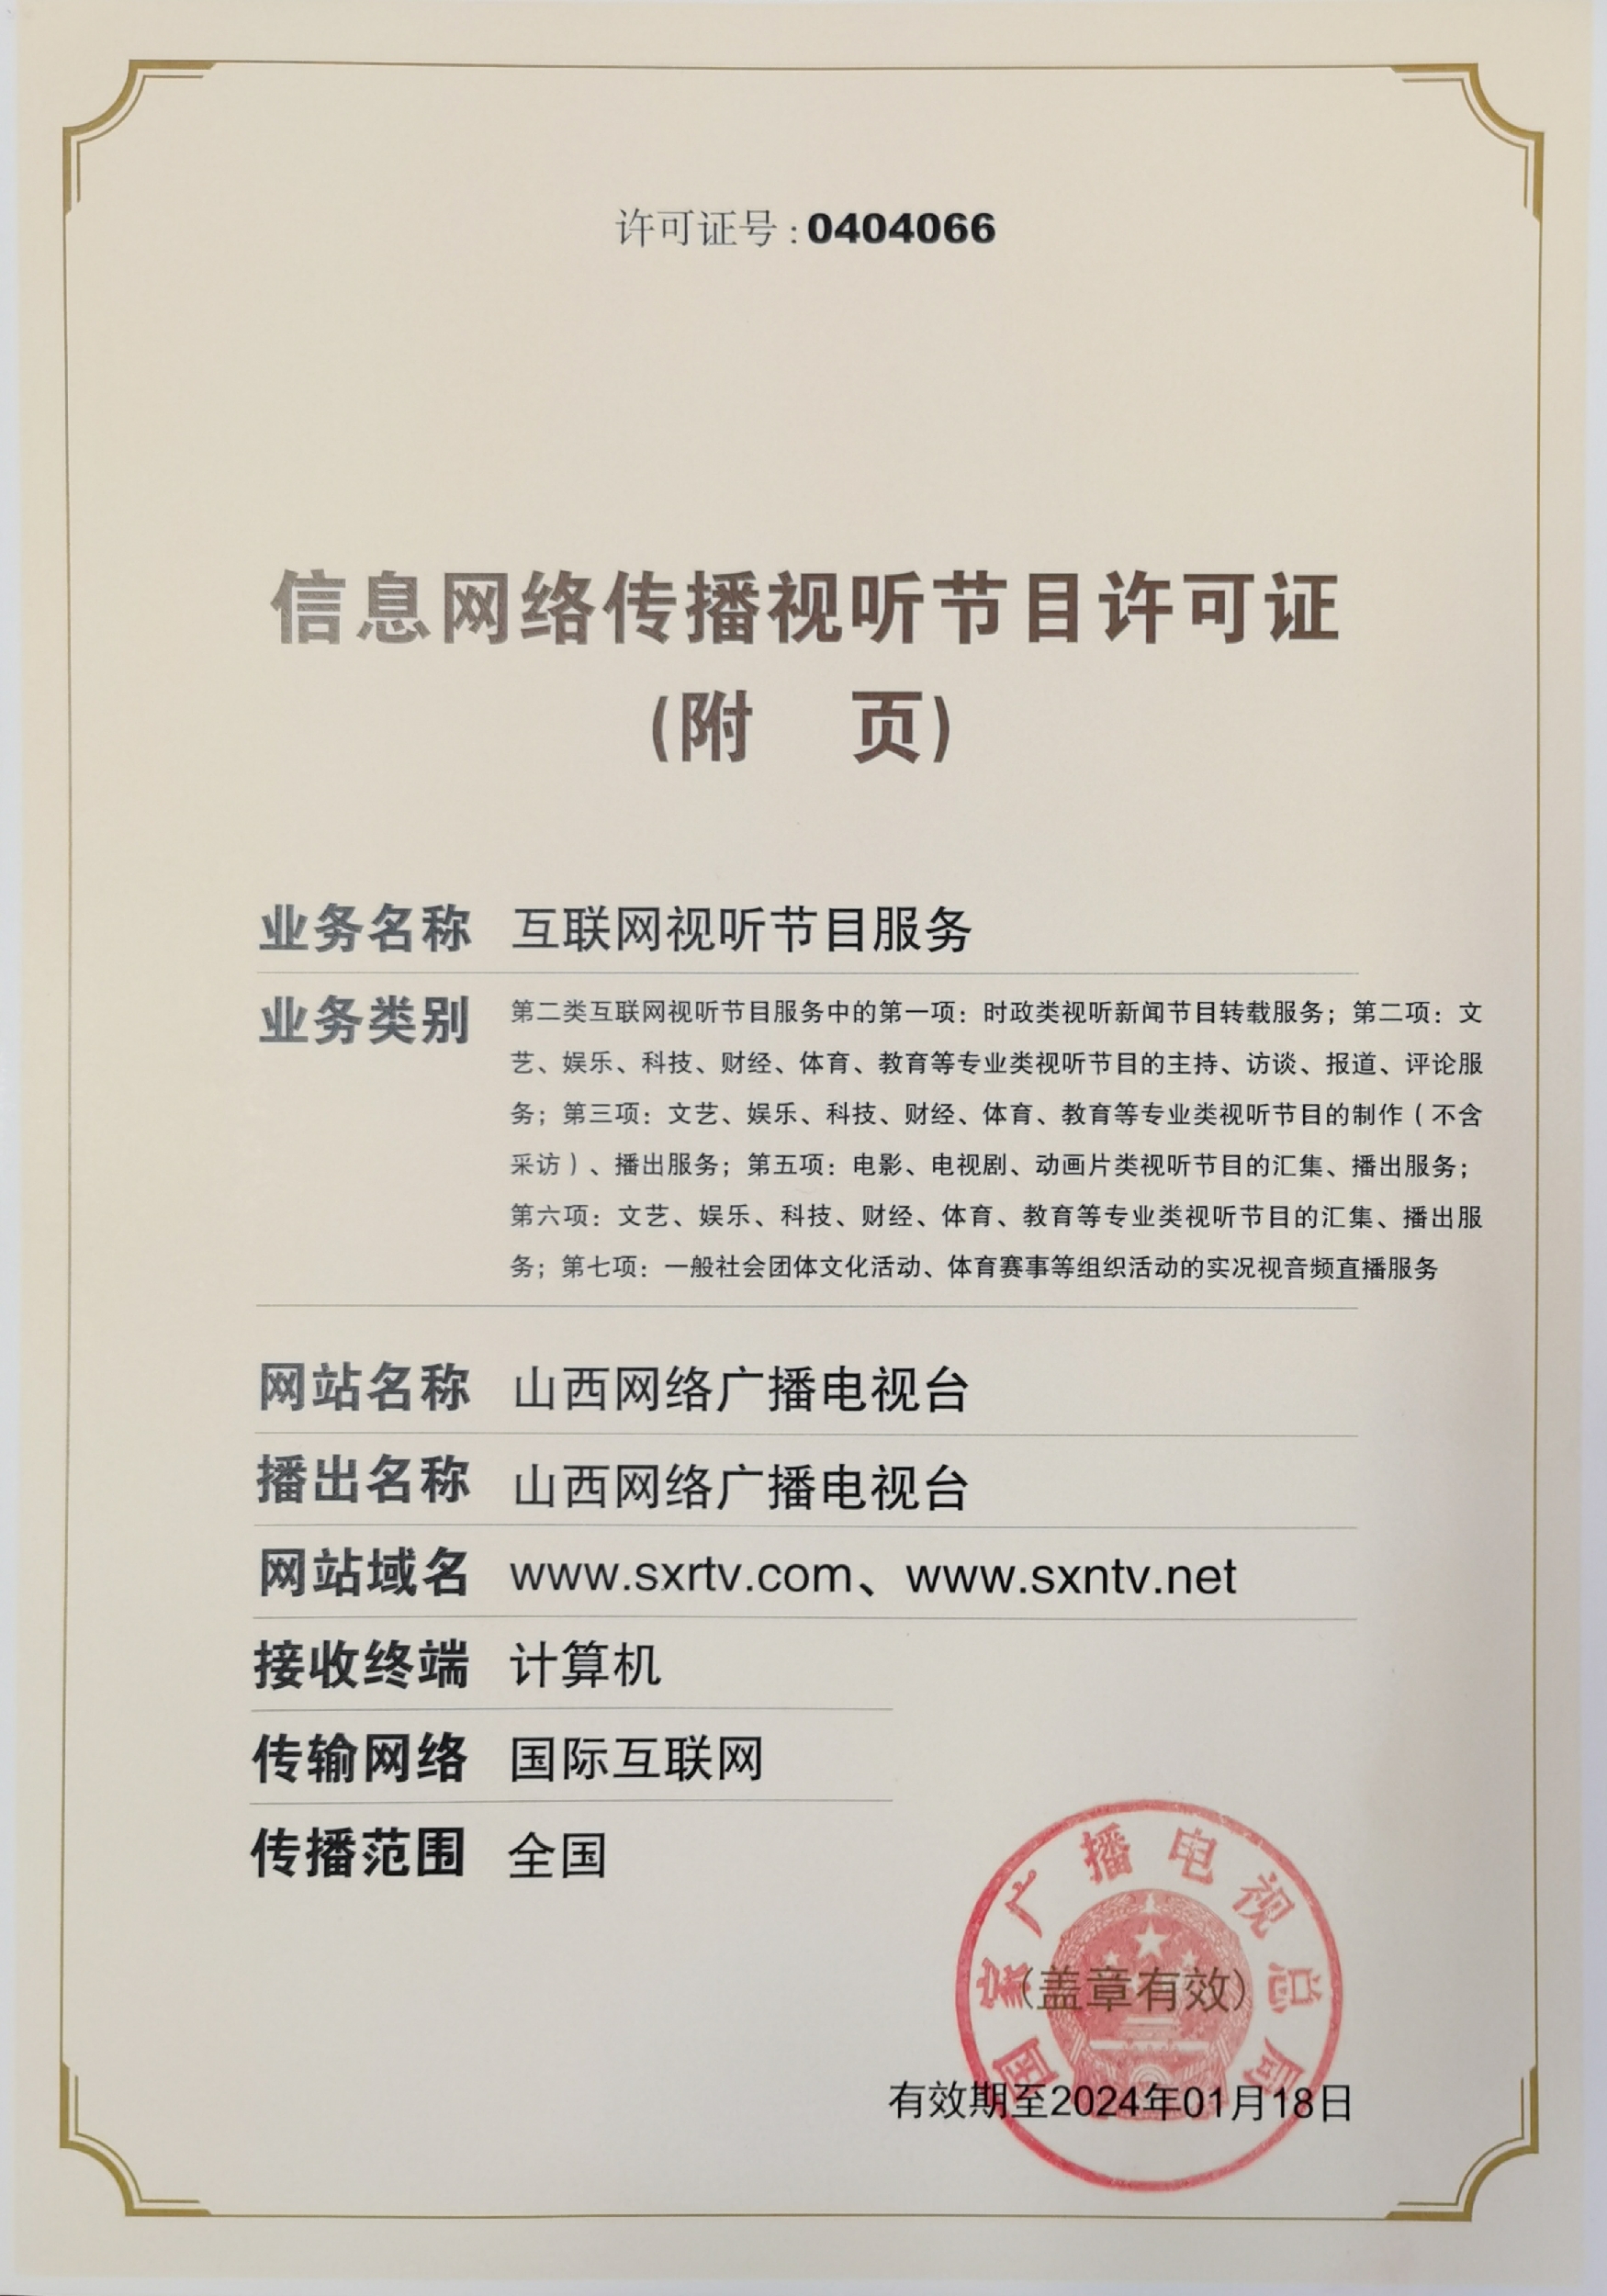 许可证号:0404066
信息网络传播视听节目许可证
(附 页)
业务名称 互联网视听节目服务
业务类别 第二类互联网视听节目服务中的第一项：时政类视听新闻节目转载服务；第二项：文
艺、娱乐、科技、财经、体育、教育等专业类视听节目的主持、访谈、报道、评论服
务；第三项：文艺、娱乐、科技、财经、体育、教育等专业类视听节目的制作（不含
采访）、播出服务；第五项：电影、电视剧、动画片类视听节目的汇集、播出服务；
第六项：文艺、娱乐、科技、财经、体育、教育等专业类视听节目的汇集、播出服
务；第七项：一般社会团体文化活动、体育赛事等组织活动的实况视音频直播服务
网站名称 山西网络广播电视台
播出名称 山西网络广播电视台
网站域名 www.sxrtv.com、www.sxntv.net
接收终端 计算机
传输网络 国际互联网
传播范围 全国
国家广播电视总局
（盖章有效）
有效期至2024年01月18日